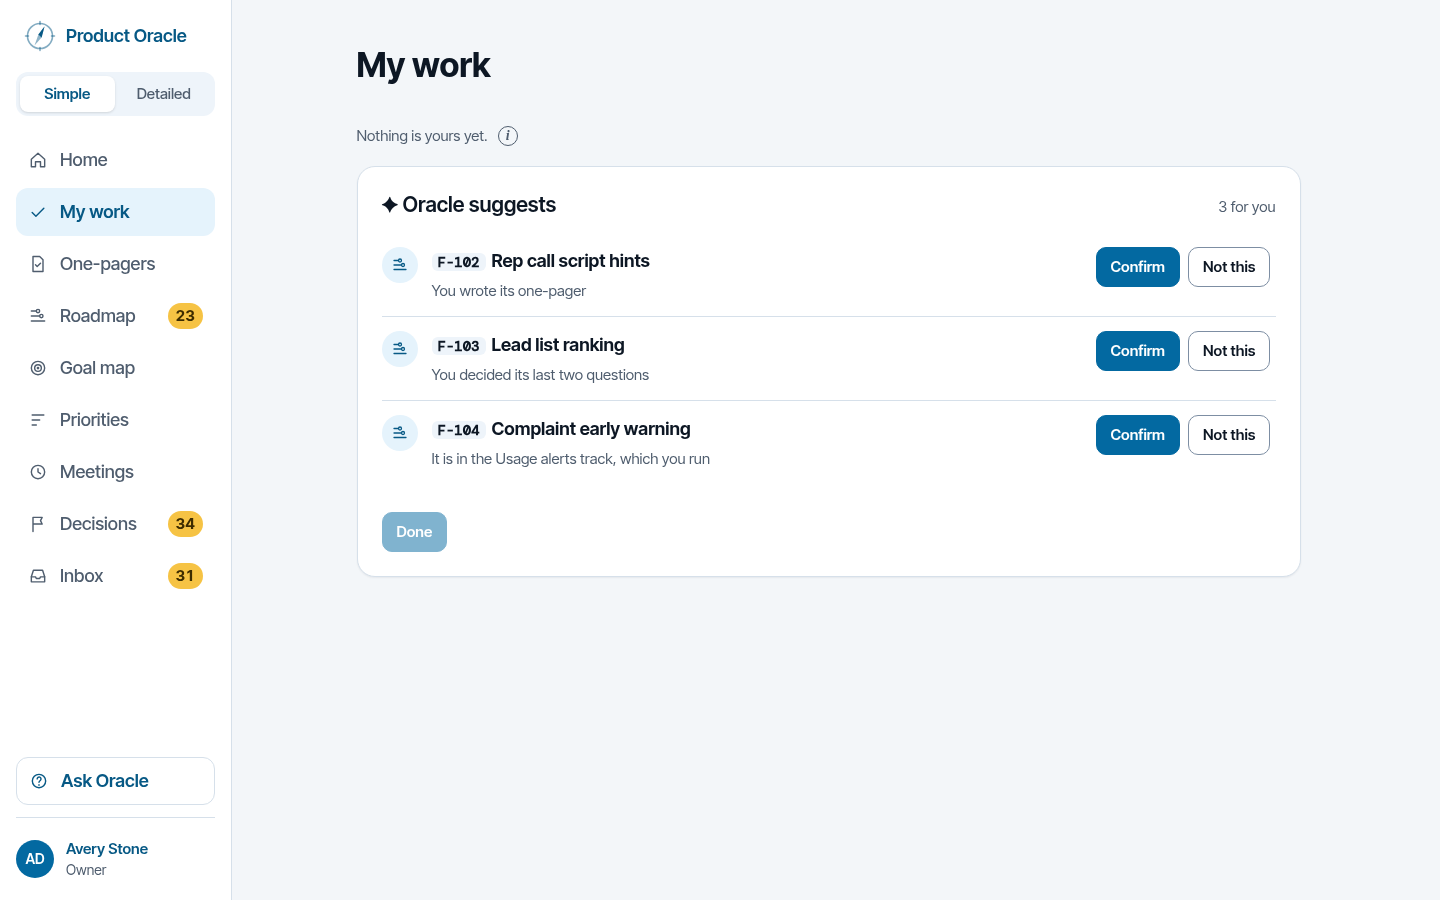 Product Oracle
Simple
Detailed
Home
My work
One-pagers
Roadmap 23
Goal map
Priorities
Meetings
Decisions 34
Inbox 31
Ask Oracle
AD
Avery Stone
Owner
My work
Nothing is yours yet. i
Oracle suggests
3 for you
F-102 Rep call script hints
You wrote its one-pager
Confirm
Not this
F-103 Lead list ranking
You decided its last two questions
Confirm
Not this
F-104 Complaint early warning
It is in the Usage alerts track, which you run
Confirm
Not this
Done